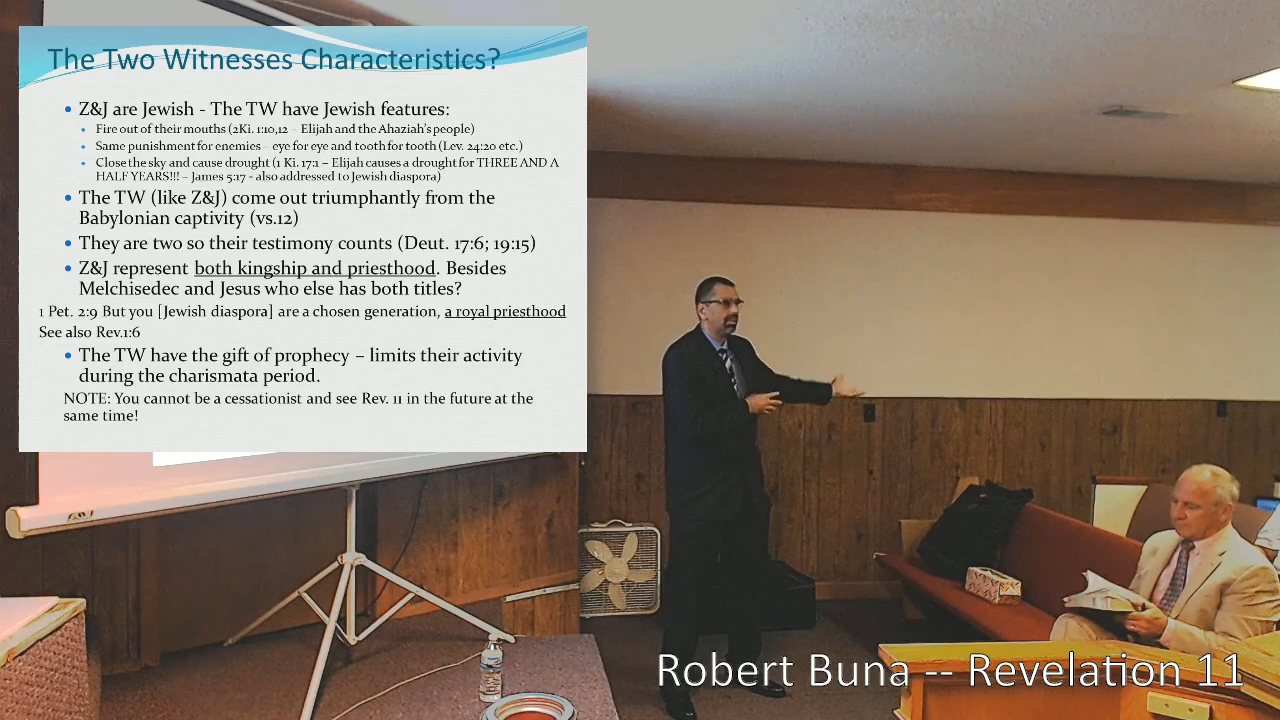 The Two Witnesses Characteristics?
• Z&J are Jewish - The TW have Jewish features:
• Fire out of their mouths (2Ki. 1:10,12 – Elijah and the Ahaziah's people)
• Same punishment for enemies – eye for eye and tooth for tooth (Lev. 24:20 etc.)
• Close the sky and cause drought (1 Ki. 17:1 – Elijah causes a drought for THREE AND A
HALF YEARS!!! – James 5:17 - also addressed to Jewish diaspora)
• The TW (like Z&J) come out triumphantly from the
Babylonian captivity (vs.12)
• They are two so their testimony counts (Deut. 17:6; 19:15)
• Z&J represent both kingship and priesthood. Besides
Melchisedec and Jesus who else has both titles?
1 Pet. 2:9 But you [Jewish diaspora] are a chosen generation, a royal priesthood
See also Rev.1:6
• The TW have the gift of prophecy – limits their activity
during the charismata period.
NOTE: You cannot be a cessationist and see Rev. 11 in the future at the
same time!
Robert Buna -- Revelation 11